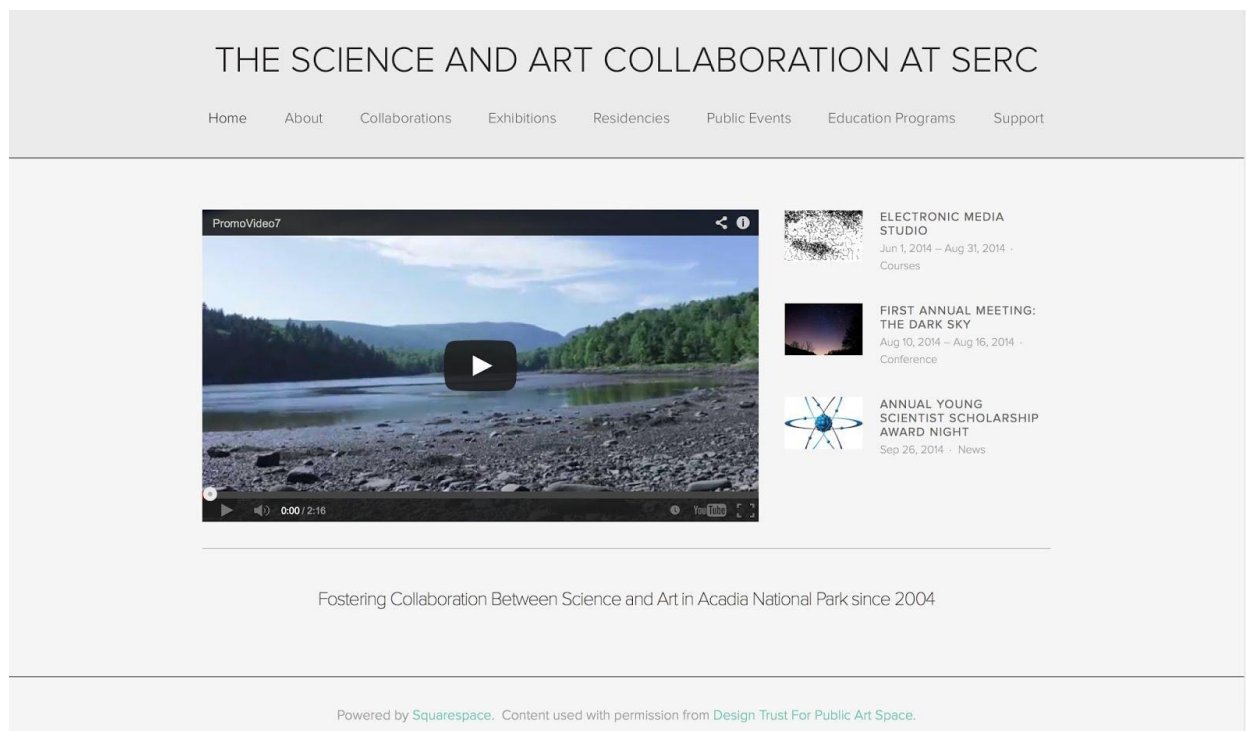 THE SCIENCE AND ART COLLABORATION AT SERC
Home About Collaborations Exhibitions Residencies Public Events Education Programs Support
PromoVideo7
0:00 / 2:16
YouTube
ELECTRONIC MEDIA
STUDIO
Jun 1, 2014 – Aug 31, 2014 ·
Courses
FIRST ANNUAL MEETING:
THE DARK SKY
Aug 10, 2014 – Aug 16, 2014 ·
Conference
ANNUAL YOUNG
SCIENTIST SCHOLARSHIP
AWARD NIGHT
Sep 26, 2014 · News
Fostering Collaboration Between Science and Art in Acadia National Park since 2004
Powered by Squarespace. Content used with permission from Design Trust For Public Art Space.